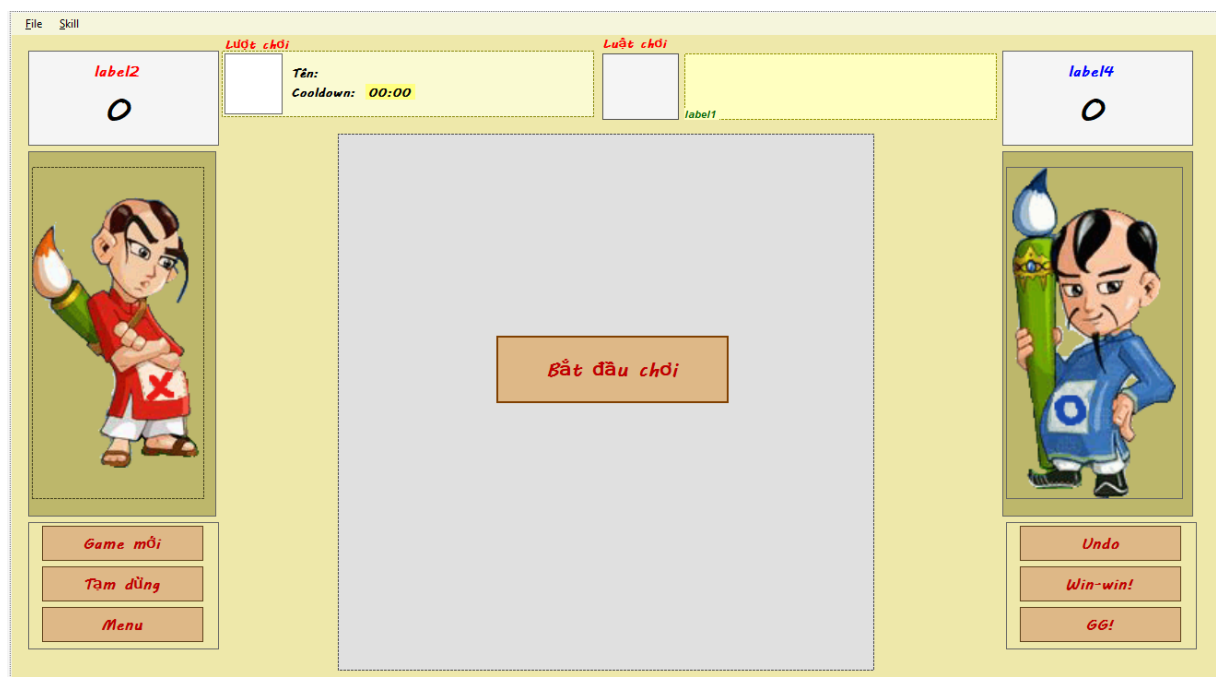 File Skill
Lượt chơi
Luật chơi
label2
0
Tên:
Cooldown: 00:00
label1
label4
0
X
O
Bắt đầu chơi
Game mới
Tạm dừng
Menu
Undo
Win-win!
GG!